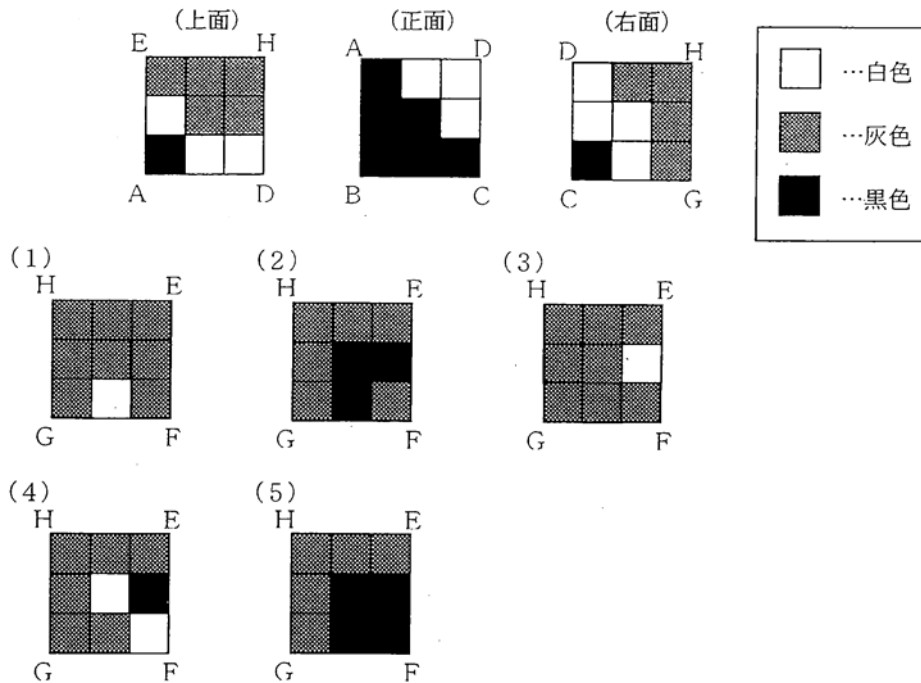 (上面) (正面) (右面)
E H A D D H
…白色
…灰色
…黒色
A D B C C G
(1) (2) (3)
H E H E H E
G F G F G F
(4) (5)
H E H E
G F G F